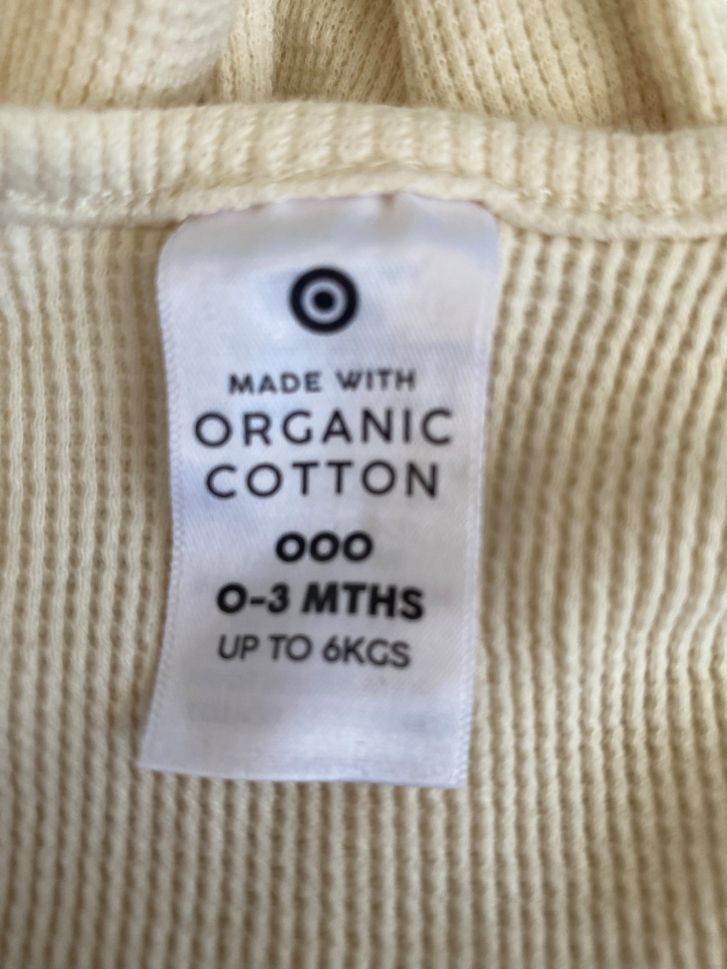 MADE WITH
ORGANIC
COTTON
000
0-3 MTHS
UP TO 6KGS